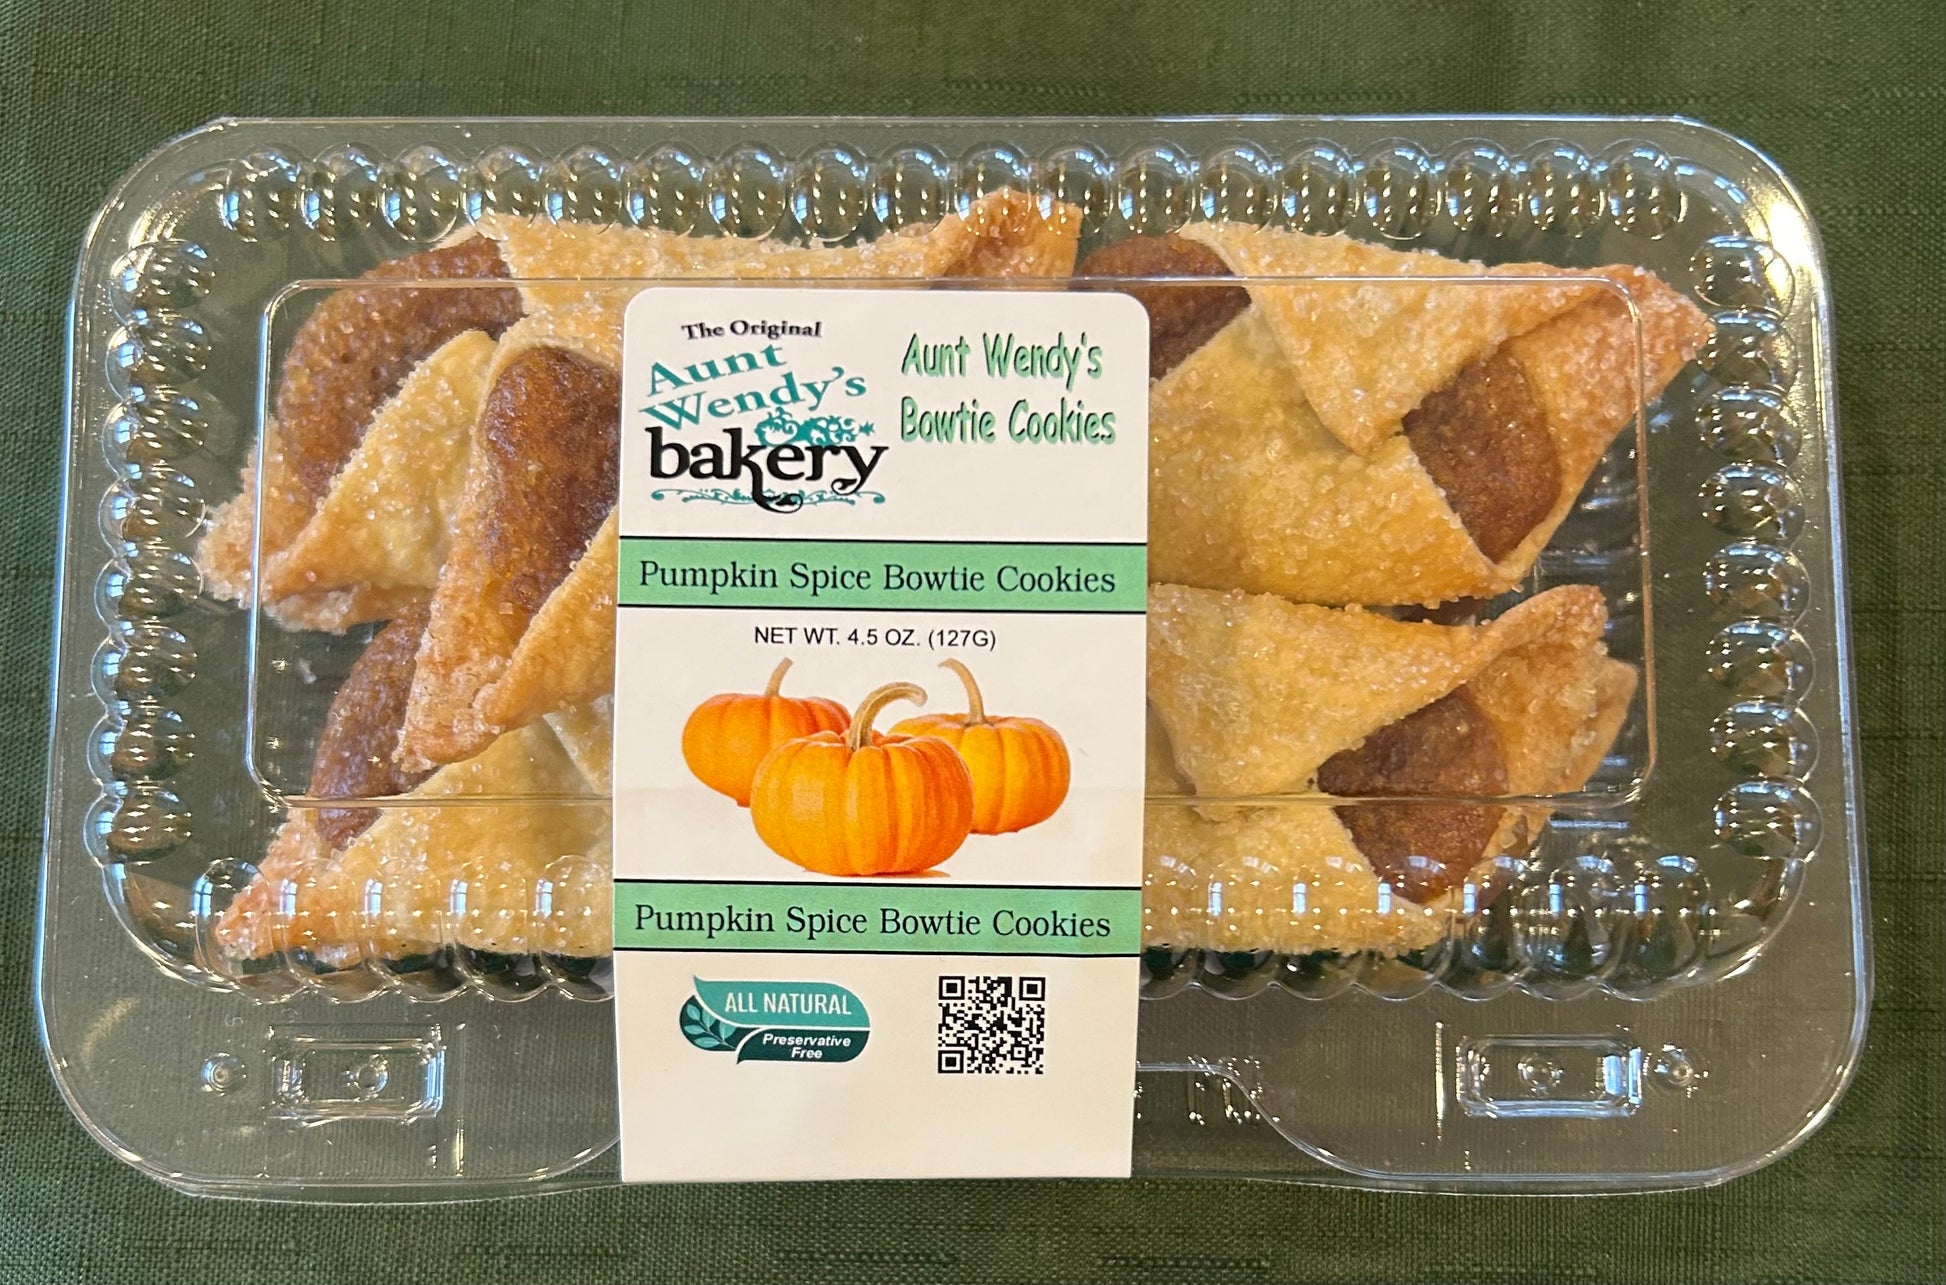 The Original
Aunt
Wendy's
bakery
Aunt Wendy's
Bowtie Cookies
Pumpkin Spice Bowtie Cookies
NET WT. 4.5 OZ. (127G)
Pumpkin Spice Bowtie Cookies
ALL NATURAL
Preservative
Free